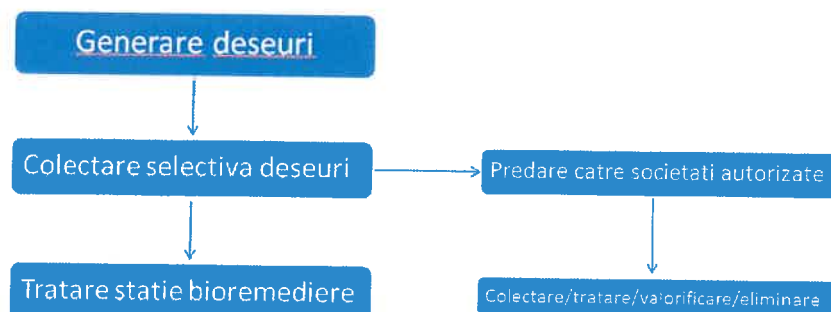 Generare deseuri
Colectare selectiva deseuri
Predare catre societati autorizate
Tratare statie bioremediere
Colectare/tratare/valorificare/eliminare